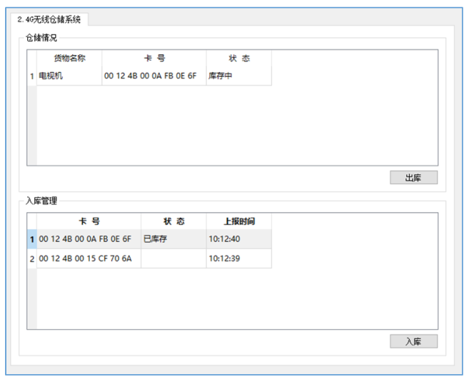 2.4G无线仓储系统
仓储情况
货物名称 卡 号 状 态
1 电视机 00 12 4B 00 0A FB 0E 6F 库存中
出库
入库管理
卡 号 状 态 上报时间
1 00 12 4B 00 0A FB 0E 6F 已库存 10:12:40
2 00 12 4B 00 15 CF 70 6A 10:12:39
入库